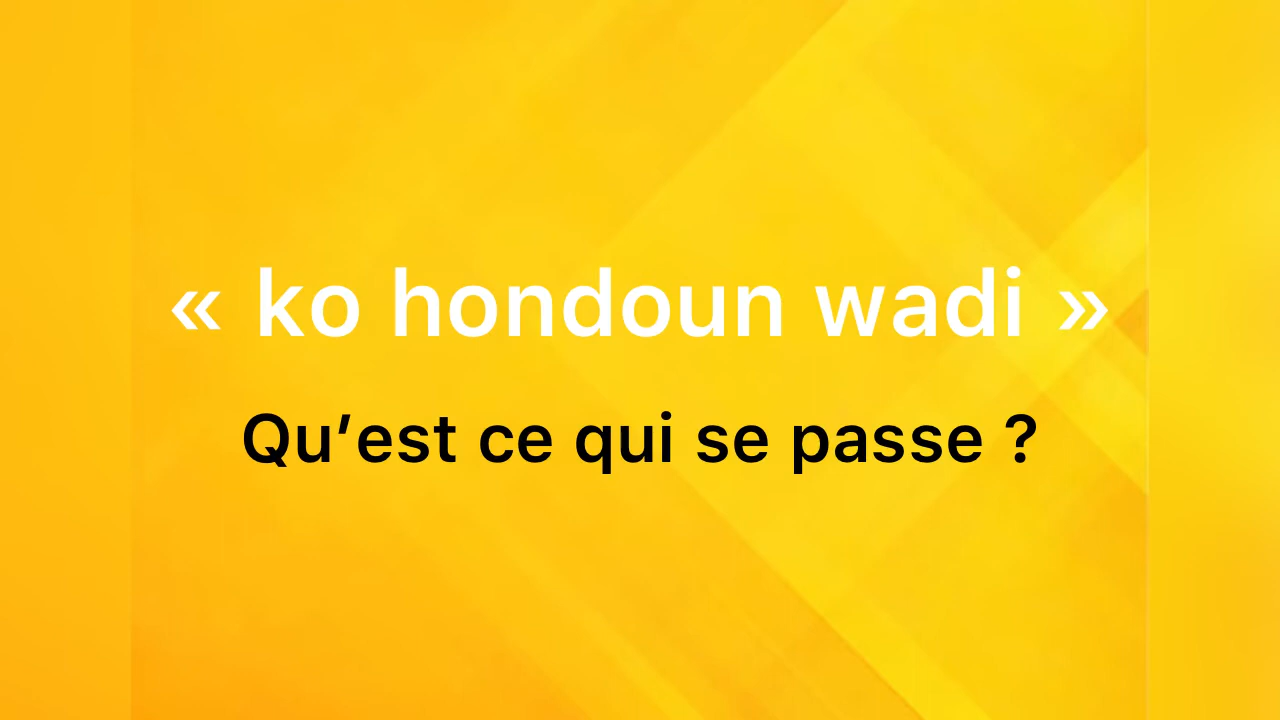 « ko hondoun wadi »
Qu’est ce qui se passe ?